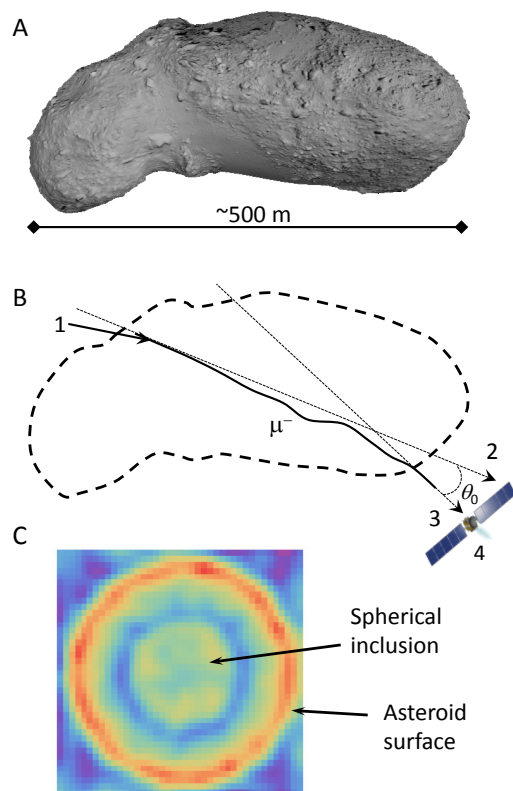 A
~500 m
B
1
μ⁻
2
θ₀
3
4
C
Spherical
inclusion
Asteroid
surface